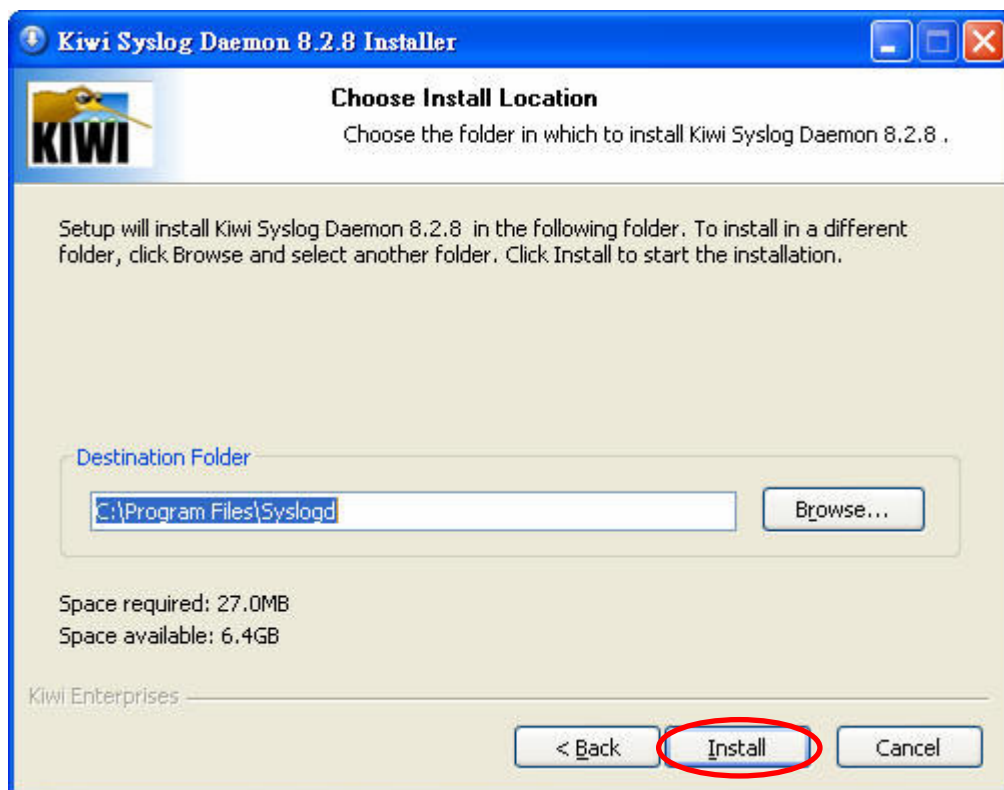 Kiwi Syslog Daemon 8.2.8 Installer
KIWI
Choose Install Location
Choose the folder in which to install Kiwi Syslog Daemon 8.2.8 .
Setup will install Kiwi Syslog Daemon 8.2.8  in the following folder. To install in a different
folder, click Browse and select another folder. Click Install to start the installation.
Destination Folder
C:\Program Files\Syslogd
Browse...
Space required: 27.0MB
Space available: 6.4GB
Kiwi Enterprises
< Back
Install
Cancel